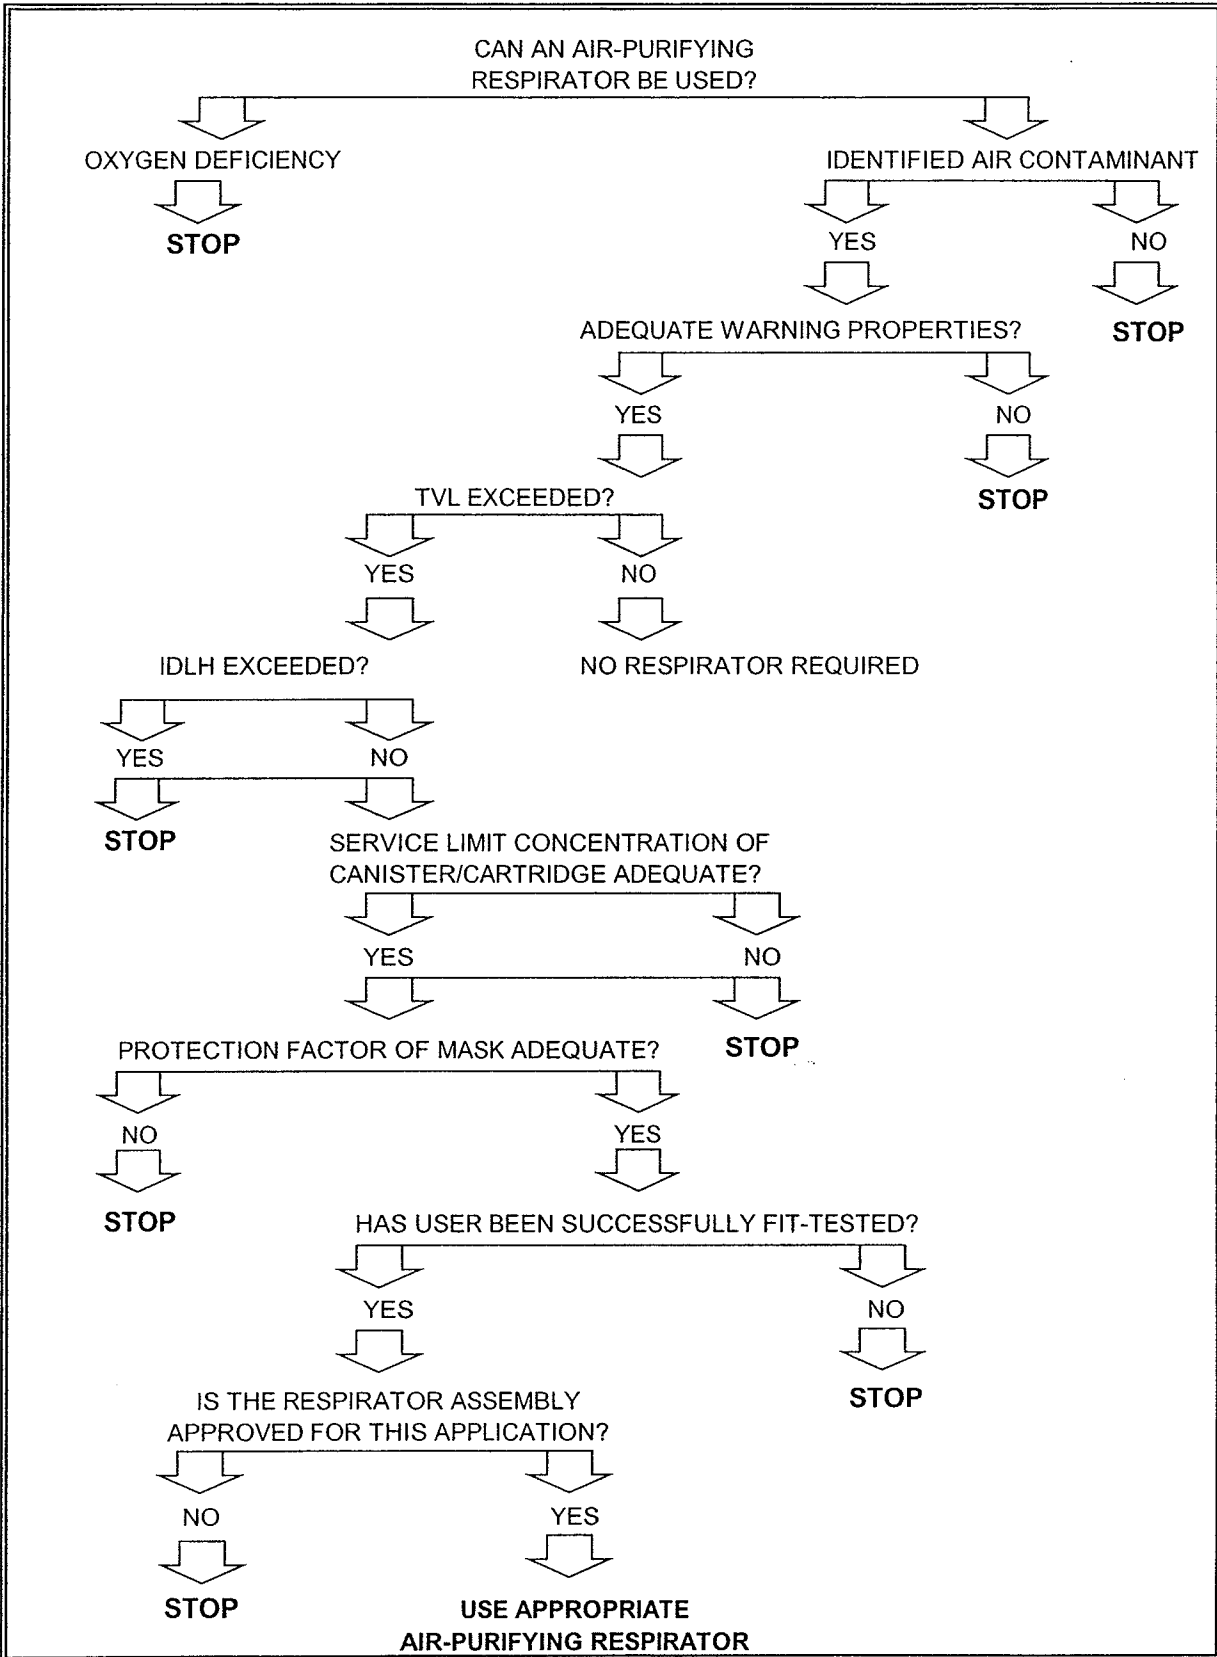 CAN AN AIR-PURIFYING
RESPIRATOR BE USED?
OXYGEN DEFICIENCY
IDENTIFIED AIR CONTAMINANT
STOP
YES
NO
ADEQUATE WARNING PROPERTIES?
STOP
YES
NO
TVL EXCEEDED?
STOP
YES
NO
IDLH EXCEEDED?
NO RESPIRATOR REQUIRED
YES
NO
STOP
SERVICE LIMIT CONCENTRATION OF
CANISTER/CARTRIDGE ADEQUATE?
YES
NO
PROTECTION FACTOR OF MASK ADEQUATE?
STOP
NO
YES
STOP
HAS USER BEEN SUCCESSFULLY FIT-TESTED?
YES
NO
IS THE RESPIRATOR ASSEMBLY
APPROVED FOR THIS APPLICATION?
STOP
NO
YES
STOP
USE APPROPRIATE
AIR-PURIFYING RESPIRATOR